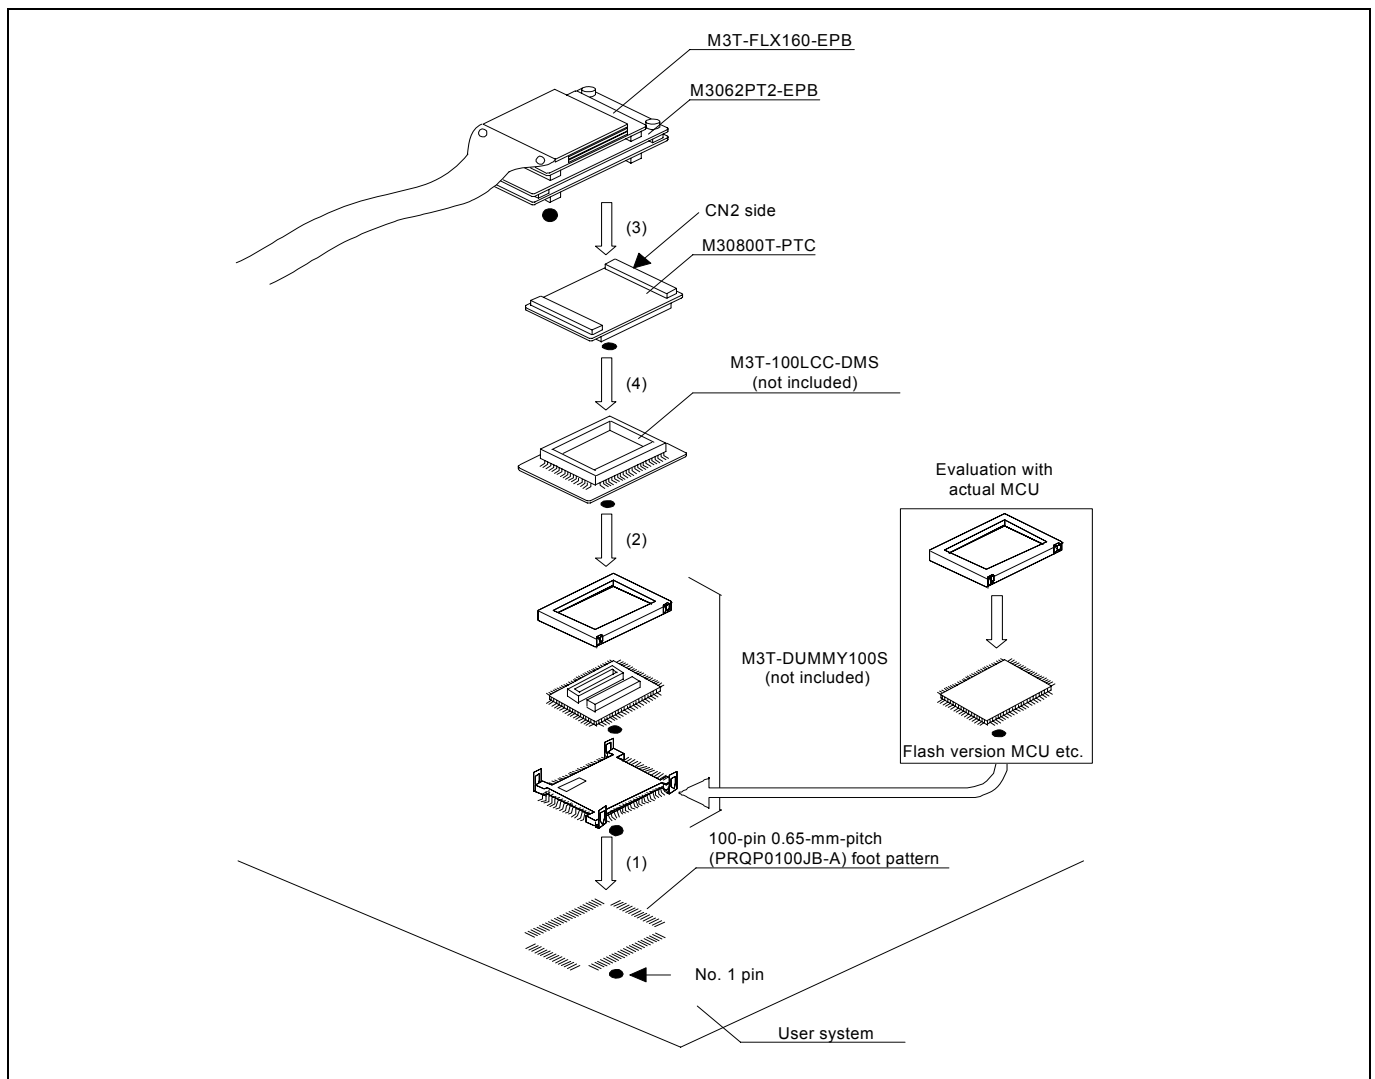 M3T-FLX160-EPB
M3062PT2-EPB
CN2 side
(3)
M30800T-PTC
M3T-100LCC-DMS
(not included)
(4)
Evaluation with
actual MCU
(2)
M3T-DUMMY100S
(not included)
Flash version MCU etc.
100-pin 0.65-mm-pitch
(PRQP0100JB-A) foot pattern
(1)
No. 1 pin
User system